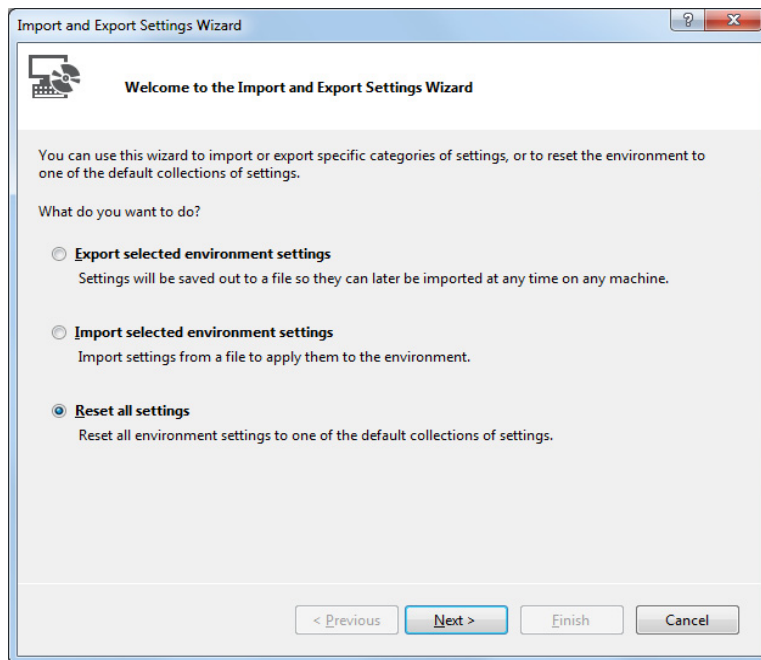 Import and Export Settings Wizard
?
Welcome to the Import and Export Settings Wizard
You can use this wizard to import or export specific categories of settings, or to reset the environment to
one of the default collections of settings.
What do you want to do?
Export selected environment settings
Settings will be saved out to a file so they can later be imported at any time on any machine.
Import selected environment settings
Import settings from a file to apply them to the environment.
Reset all settings
Reset all environment settings to one of the default collections of settings.
< Previous Next > Finish Cancel